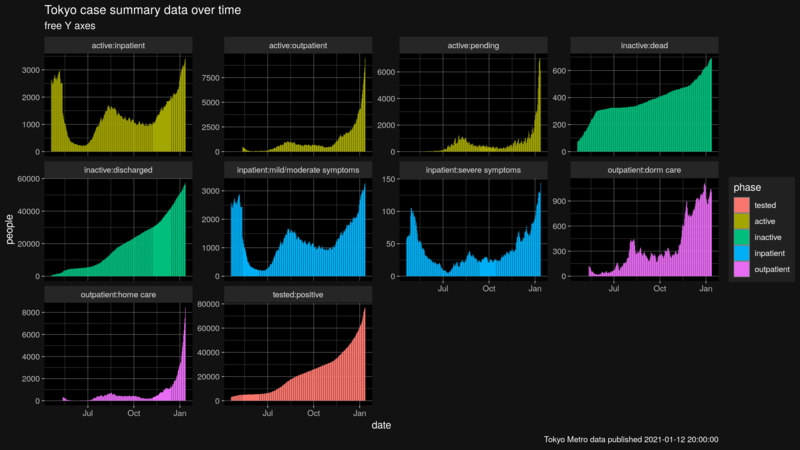 Tokyo case summary data over time
free Y axes
active:inpatient
active:outpatient
active:pending
inactive:dead
3000
2000
1000
0
7500
5000
2500
0
6000
4000
2000
0
600
400
200
0
inactive:discharged
inpatient:mild/moderate symptoms
inpatient:severe symptoms
outpatient:dorm care
60000
40000
20000
0
3000
2000
1000
0
150
100
50
0
900
600
300
0
Jul Oct Jan
Jul Oct Jan
outpatient:home care
tested:positive
8000
6000
4000
2000
0
80000
60000
40000
20000
0
Jul Oct Jan
Jul Oct Jan
people
date
phase
tested
active
inactive
inpatient
outpatient
Tokyo Metro data published 2021-01-12 20:00:00